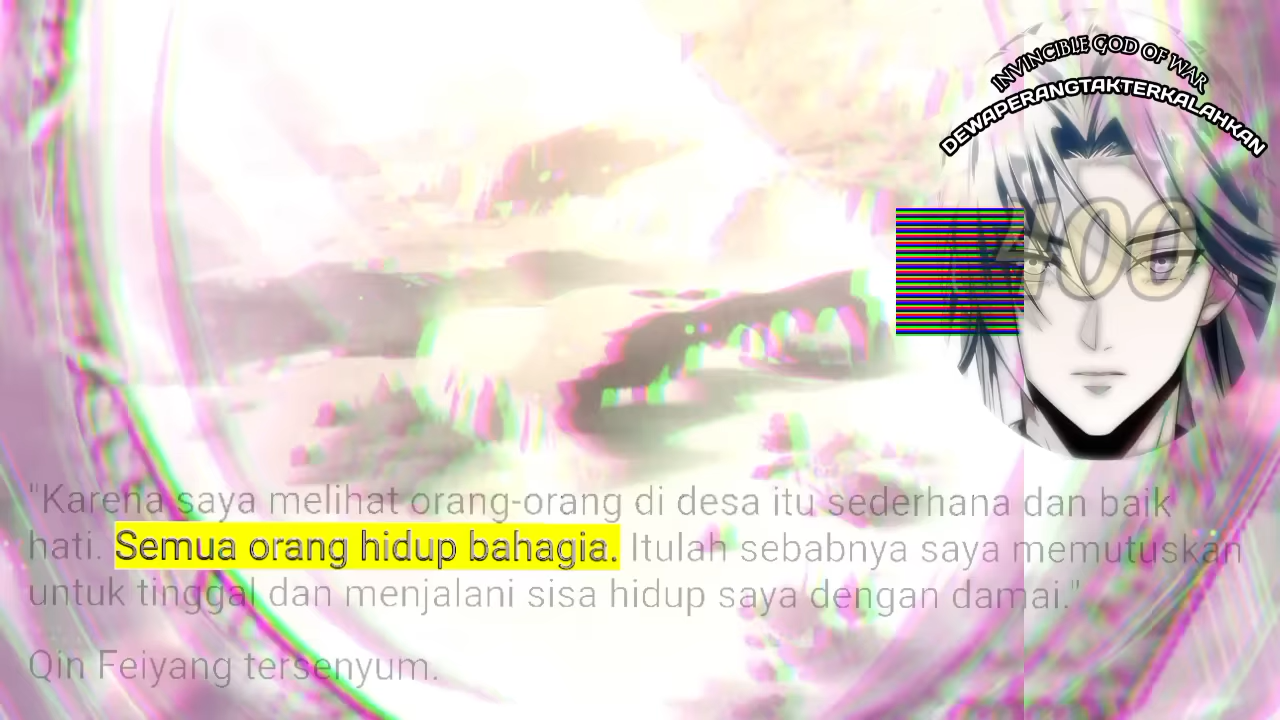 INVINCIBLE GOD OF WAR
DEWAPERANGTAKTERKALAHKAN
400
"Karena saya melihat orang-orang di desa itu sederhana dan baik
hati. Semua orang hidup bahagia. Itulah sebabnya saya memutuskan
untuk tinggal dan menjalani sisa hidup saya dengan damai."
Qin Feiyang tersenyum.